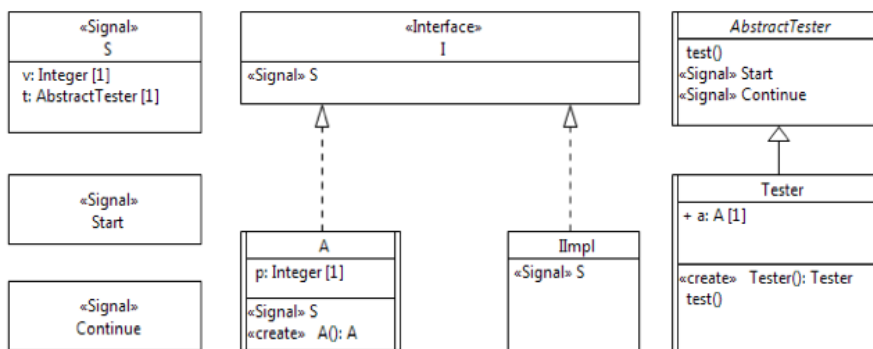 «Signal»
S
v: Integer [1]
t: AbstractTester [1]
«Interface»
I
«Signal» S
AbstractTester
test()
«Signal» Start
«Signal» Continue
«Signal»
Start
«Signal»
Continue
A
p: Integer [1]
«Signal» S
«create» A(): A
IImpl
«Signal» S
Tester
+ a: A [1]
«create» Tester(): Tester
test()